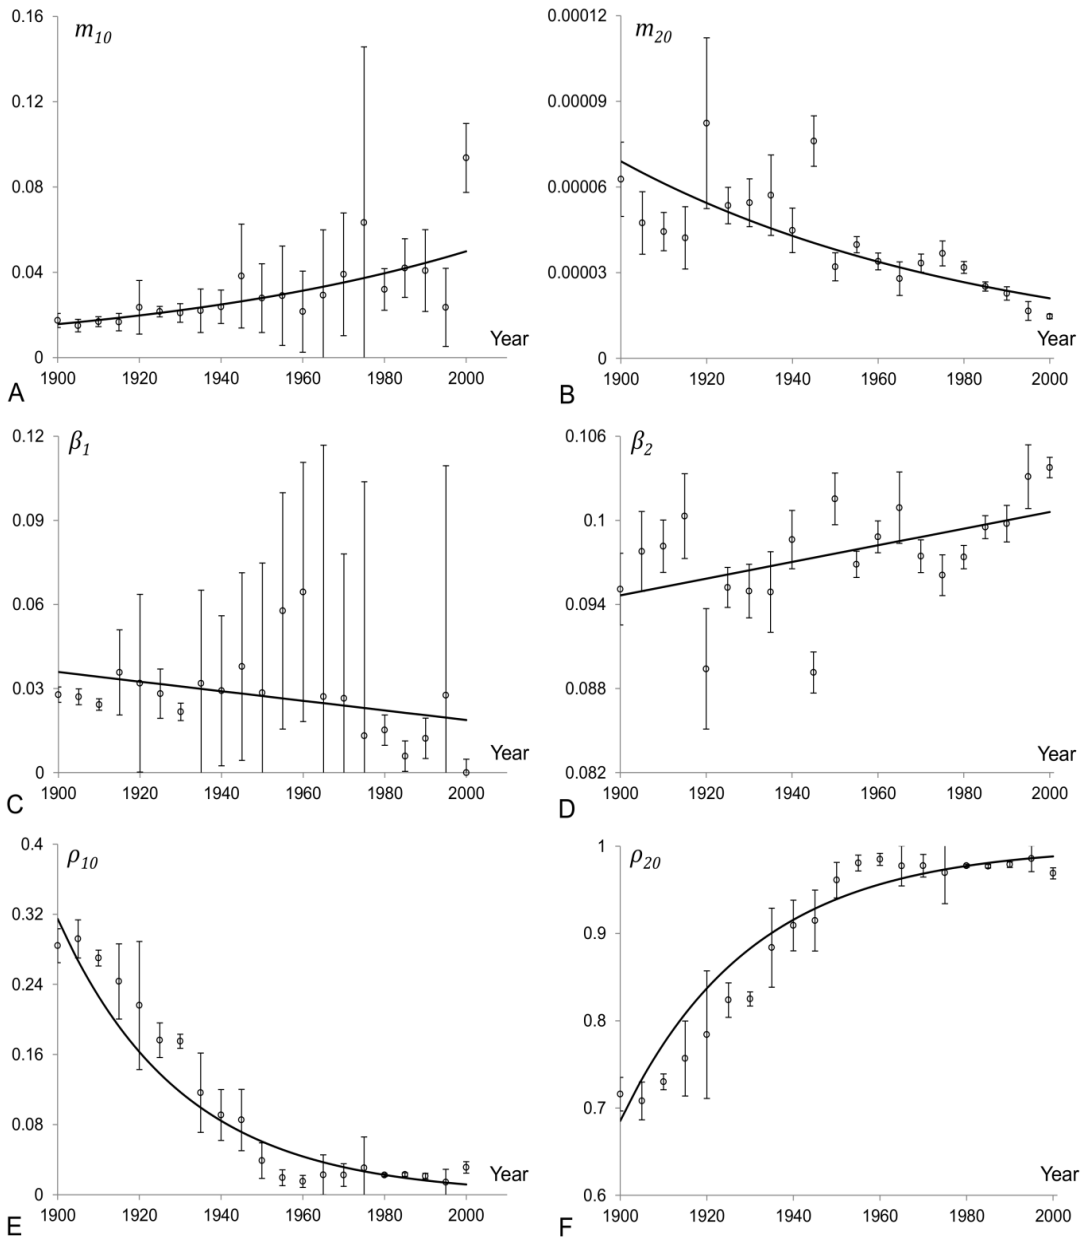 m10
0.16
0.12
0.08
0.04
0
Year
1900 1920 1940 1960 1980 2000
A
m20
0.00012
0.00009
0.00006
0.00003
0
Year
1900 1920 1940 1960 1980 2000
B
β1
0.12
0.09
0.06
0.03
0
Year
1900 1920 1940 1960 1980 2000
C
β2
0.106
0.1
0.094
0.088
0.082
Year
1900 1920 1940 1960 1980 2000
D
ρ10
0.4
0.32
0.24
0.16
0.08
0
Year
1900 1920 1940 1960 1980 2000
E
ρ20
1
0.9
0.8
0.7
0.6
Year
1900 1920 1940 1960 1980 2000
F